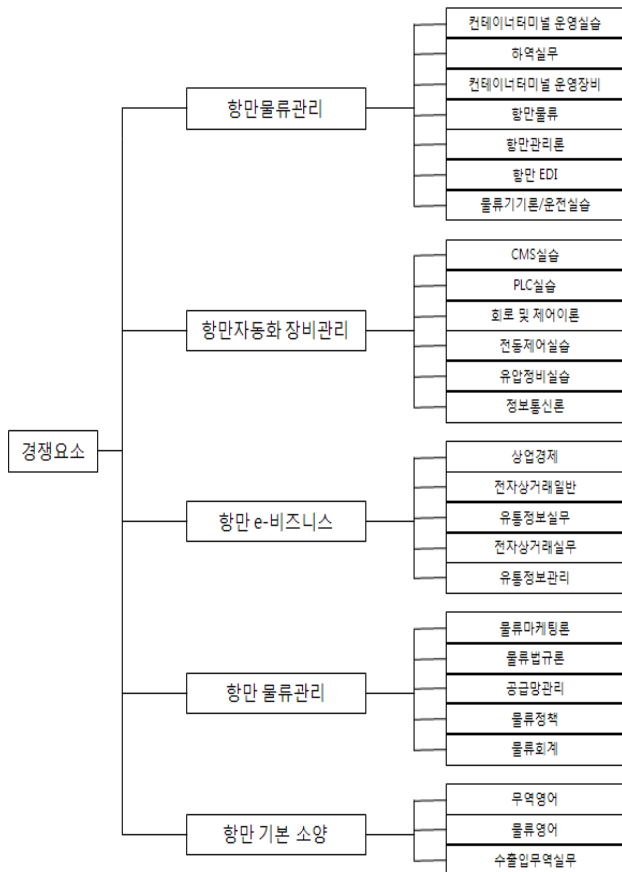 경쟁요소
항만물류관리
컨테이너터미널 운영실습
하역실무
컨테이너터미널 운영장비
항만물류
항만관리론
항만 EDI
물류기기론/운전실습
항만자동화 장비관리
CMS실습
PLC실습
회로 및 제어이론
전동제어실습
유압정비실습
정보통신론
항만 e-비즈니스
상업경제
전자상거래일반
유통정보실무
전자상거래실무
유통정보관리
항만 물류관리
물류마케팅론
물류법규론
공급망관리
물류정책
물류회계
항만 기본 소양
무역영어
물류영어
수출입무역실무